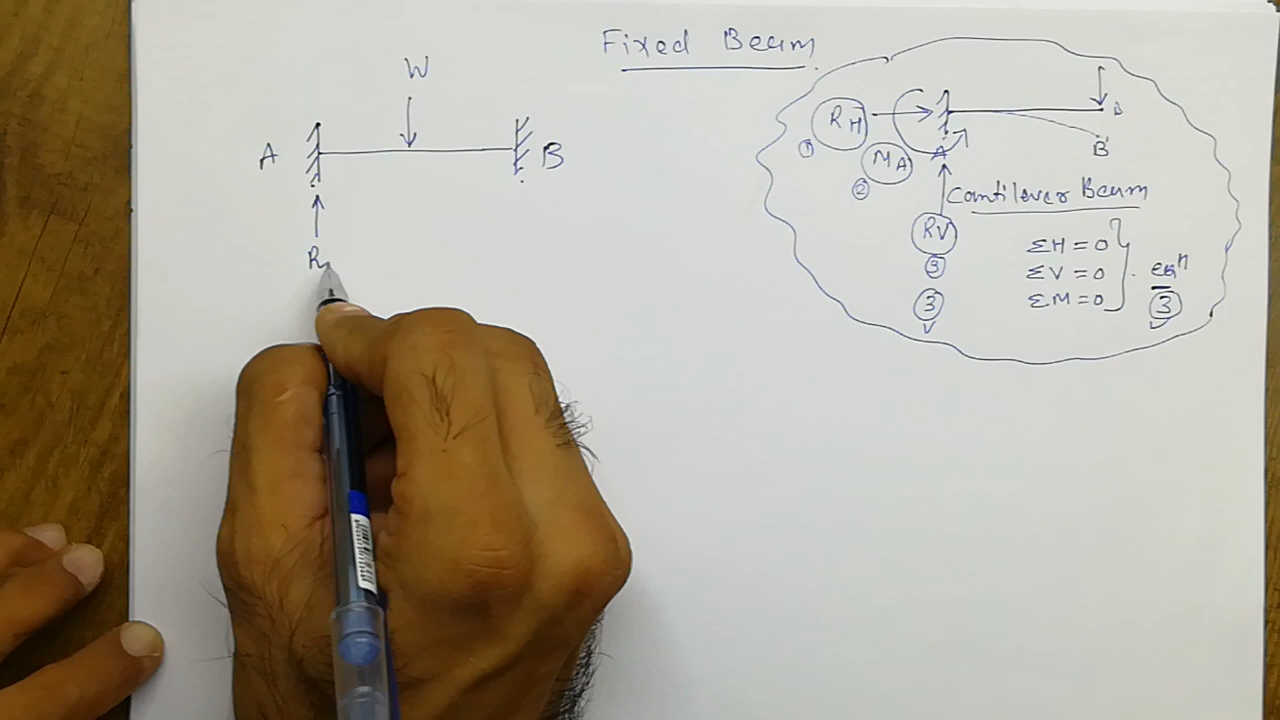 Fixed Beam
W
A
B
R
RH
1
MA
2
A
B
B'
Cantilever Beam
RV
3
3
ΣH = 0
ΣV = 0
ΣM = 0
eqⁿ
3